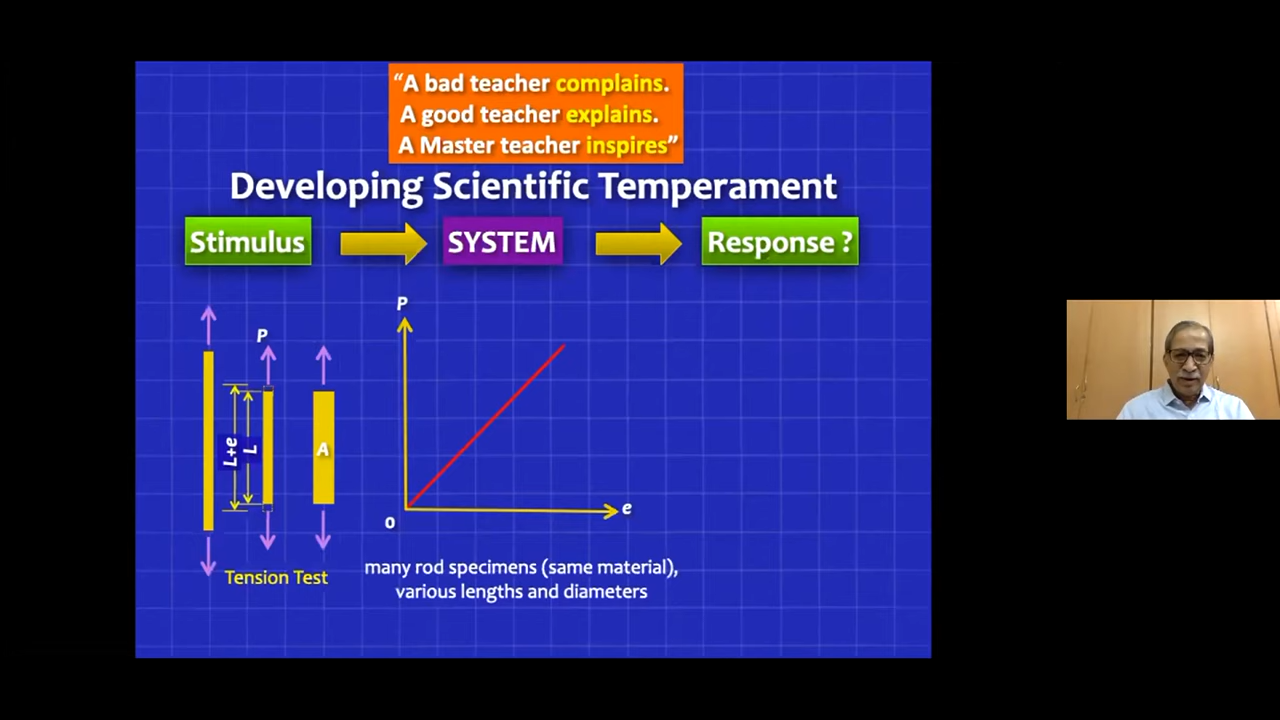 “A bad teacher complains.
A good teacher explains.
A Master teacher inspires”
Developing Scientific Temperament
Stimulus
SYSTEM
Response ?
P
L+e
L
A
Tension Test
P
0
e
many rod specimens (same material),
various lengths and diameters